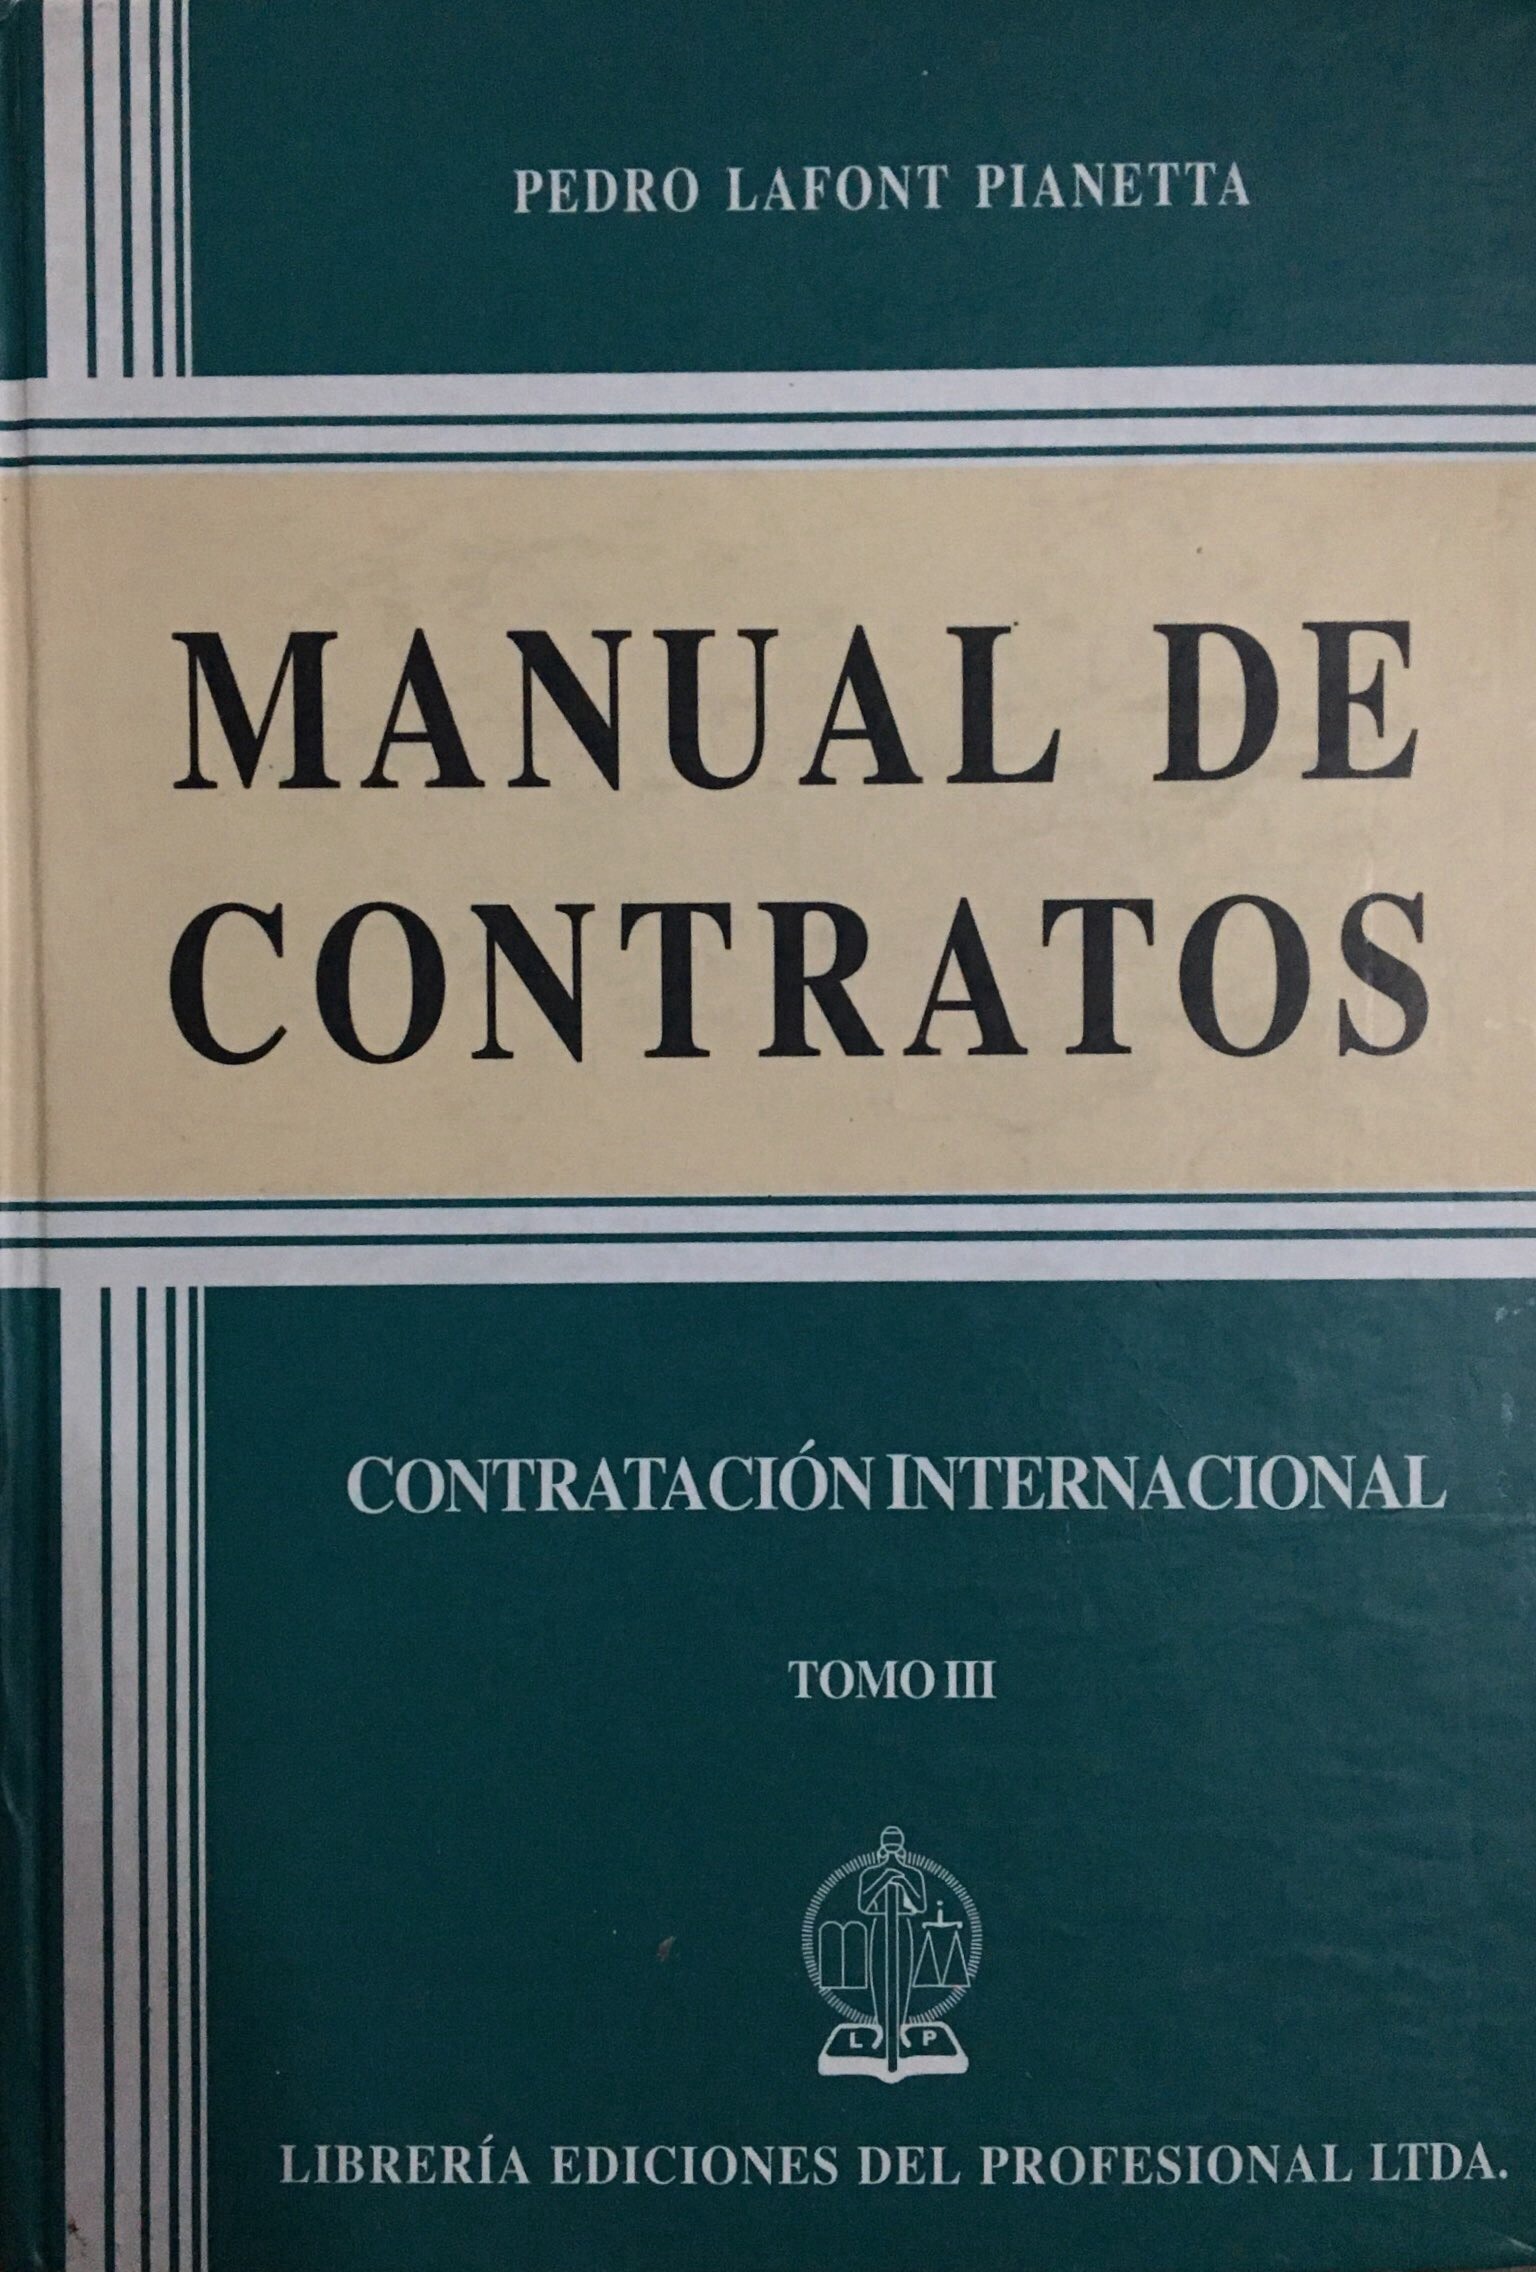 PEDRO LAFONT PIANETTA
MANUAL DE
CONTRATOS
CONTRATACIÓN INTERNACIONAL
TOMO III
L P
LIBRERÍA EDICIONES DEL PROFESIONAL LTDA.